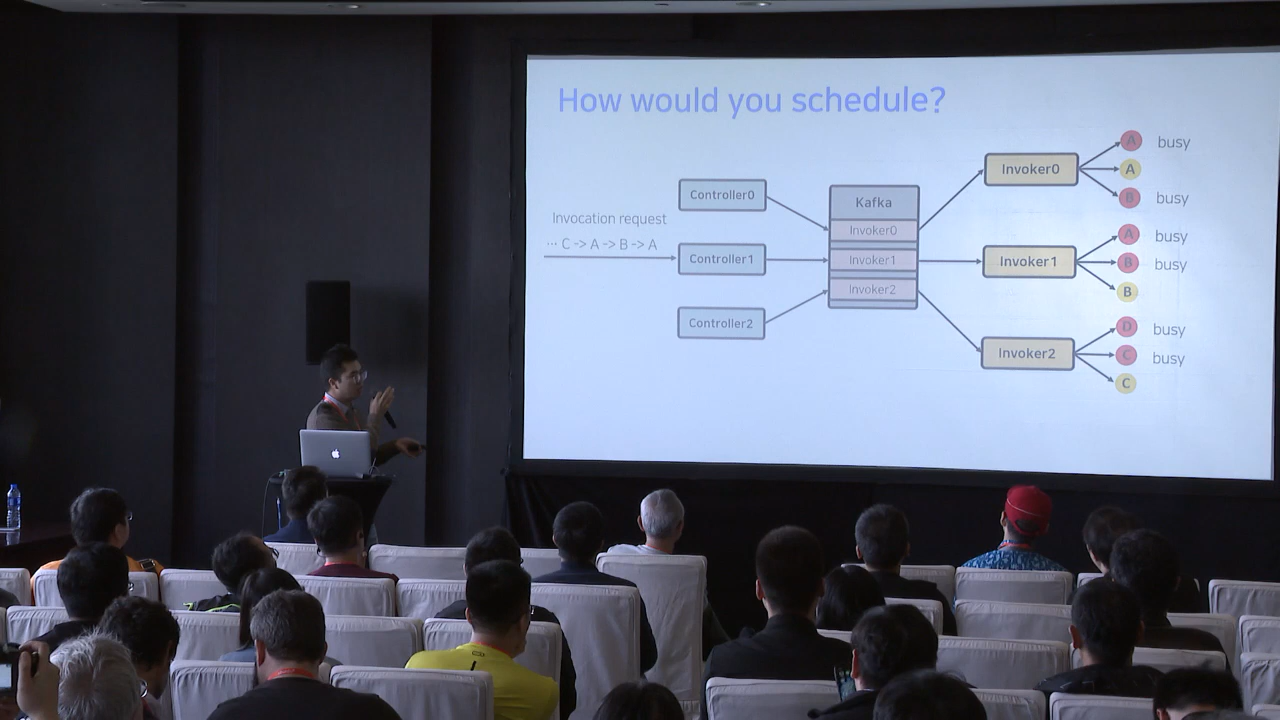 How would you schedule?
Invocation request
··· C -> A -> B -> A
Controller0
Controller1
Controller2
Kafka
Invoker0
Invoker1
Invoker2
Invoker0
A busy
A
B busy
Invoker1
A busy
B busy
B
Invoker2
D busy
C busy
C